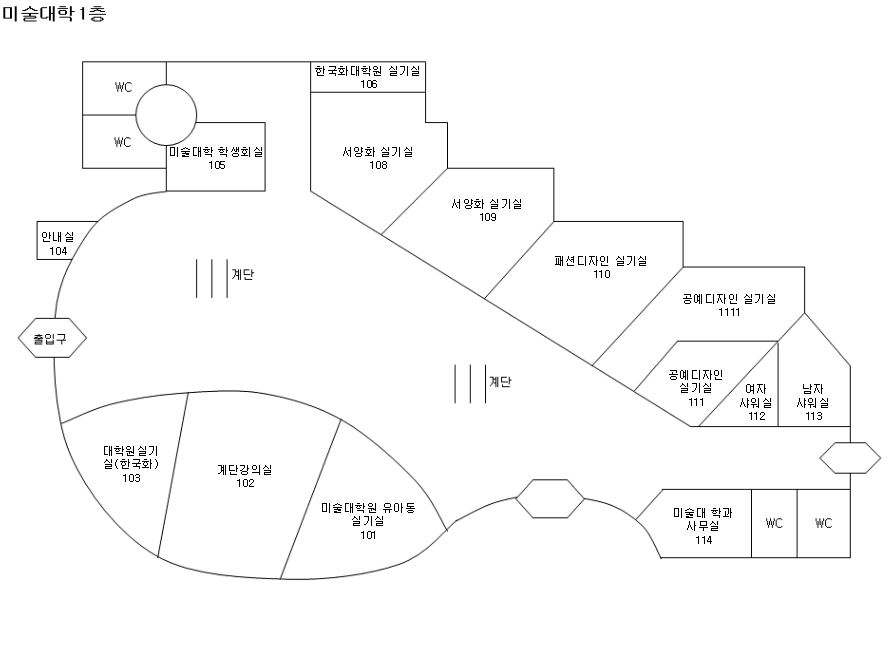 미술대학 1층
한국화대학원 실기실
106
WC
WC
미술대학 학생회실
105
서양화 실기실
108
서양화 실기실
109
안내실
104
계단
패션디자인 실기실
110
공예디자인 실기실
1111
출입구
계단
공예디자인
실기실
111
여자
샤워실
112
남자
샤워실
113
대학원실기
실(한국화)
103
계단강의실
102
미술대학원 유아동
실기실
101
미술대 학과
사무실
114
WC
WC